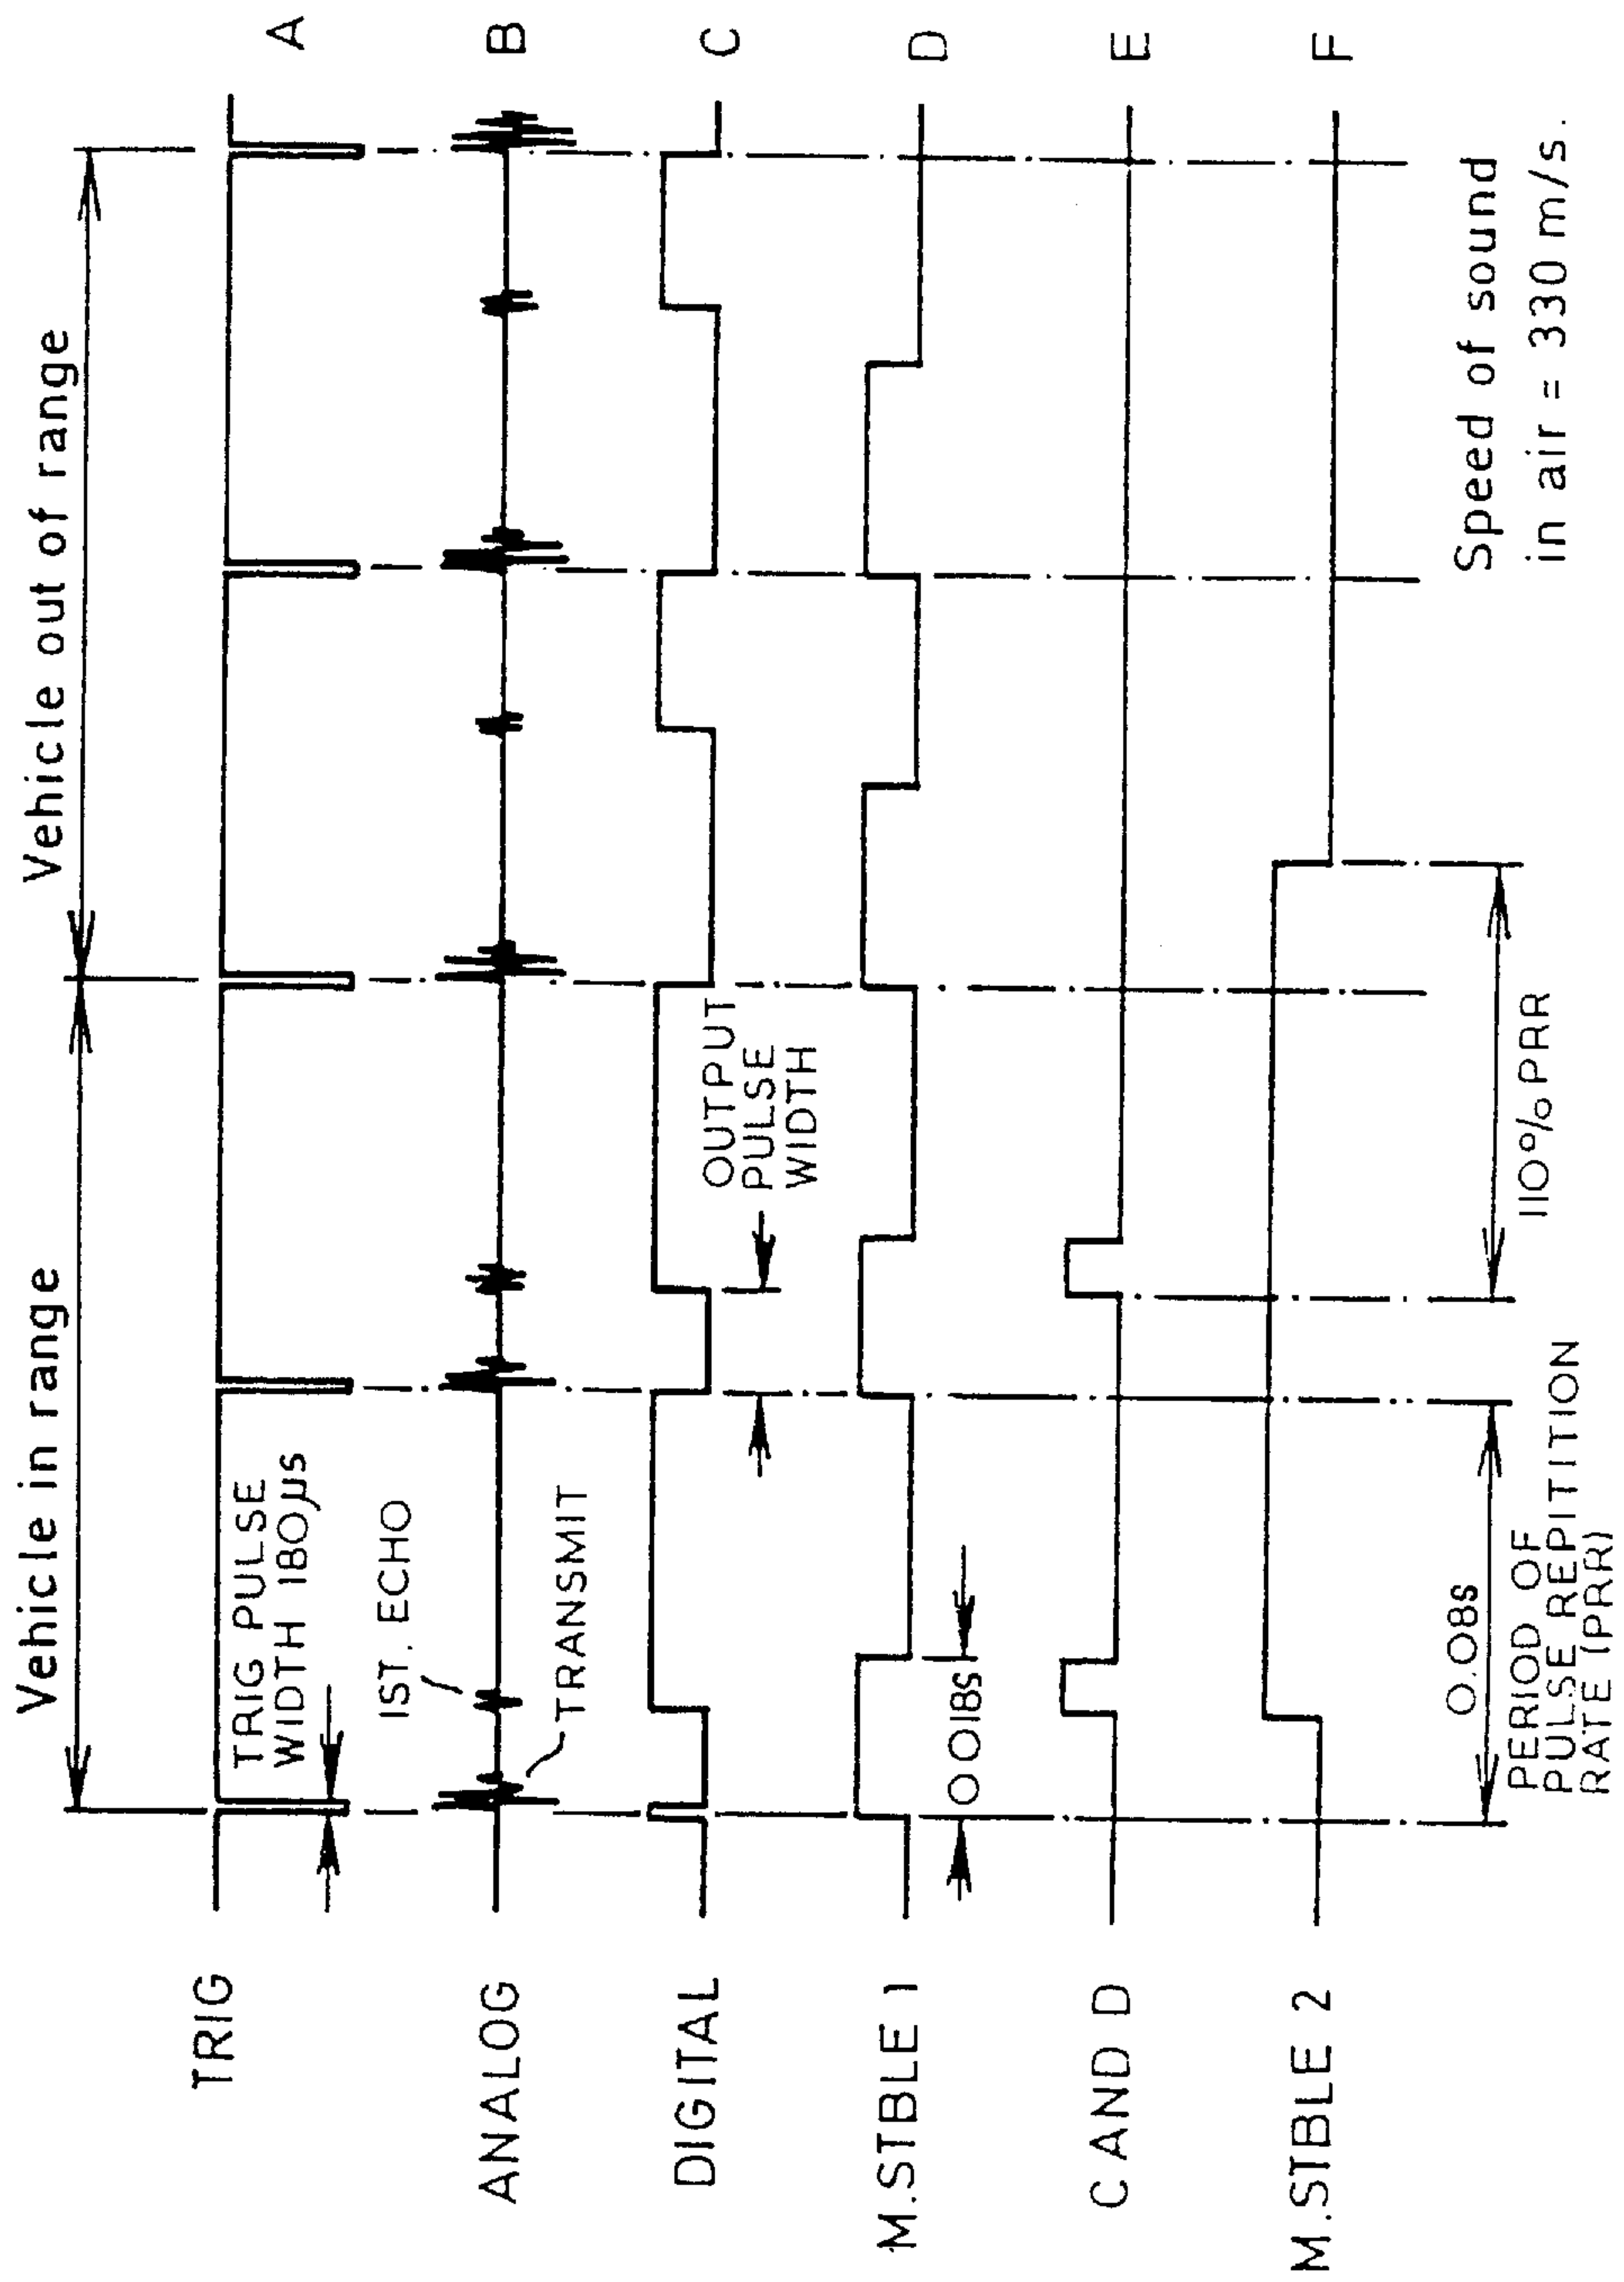 Vehicle in range
Vehicle out of range
TRIG
TRIG PULSE
WIDTH 180µs
A
ANALOG
1ST. ECHO
TRANSMIT
B
DIGITAL
OUTPUT
PULSE
WIDTH
C
M.STBLE 1
0.018S
D
C AND D
E
M.STBLE 2
F
0.08S
PERIOD OF
PULSE REPITITION
RATE (PRR)
110% PRR
Speed of sound
in air = 330 m/s.